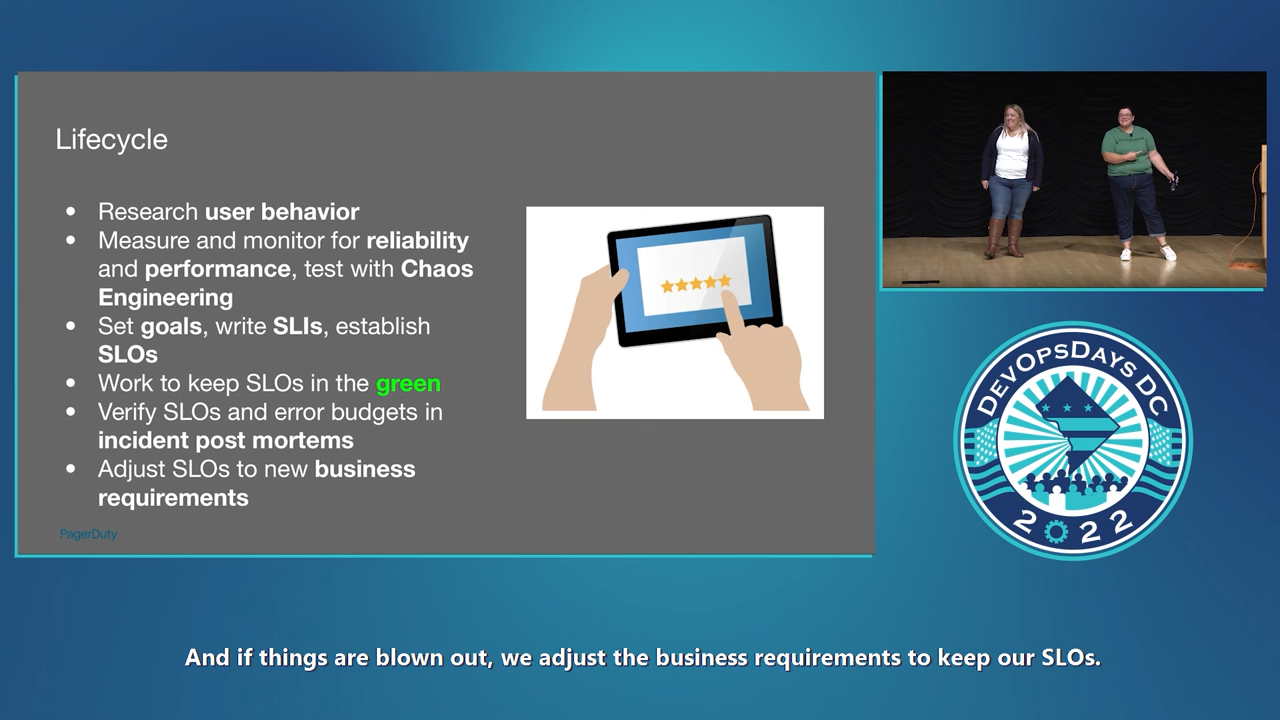 Lifecycle
Research user behavior
Measure and monitor for reliability
and performance, test with Chaos
Engineering
Set goals, write SLIs, establish
SLOs
Work to keep SLOs in the green
Verify SLOs and error budgets in
incident post mortems
Adjust SLOs to new business
requirements
PagerDuty
DEVOPSDAYS DC
2022
And if things are blown out, we adjust the business requirements to keep our SLOs.